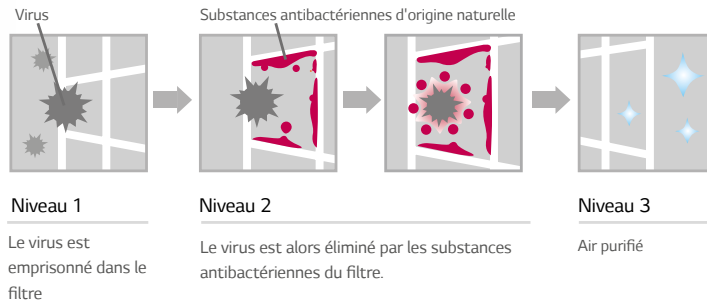 Virus
Substances antibactériennes d'origine naturelle
Niveau 1
Le virus est
emprisonné dans le
filtre
Niveau 2
Le virus est alors éliminé par les substances
antibactériennes du filtre.
Niveau 3
Air purifié